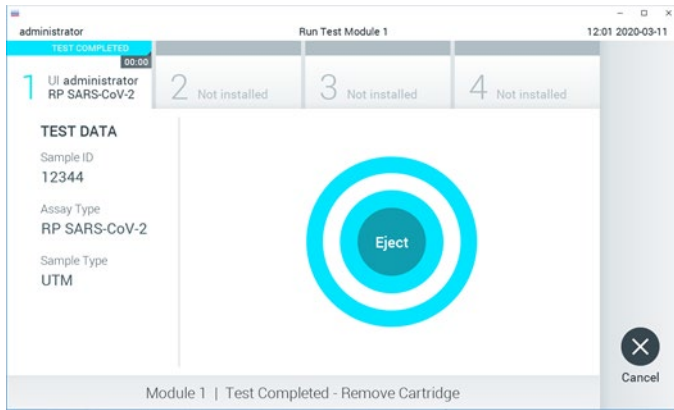 administrator Run Test Module 1 12:01 2020-03-11
TEST COMPLETED
00:00
1 UI administrator
RP SARS-CoV-2
2 Not installed
3 Not installed
4 Not installed
TEST DATA
Sample ID
12344
Assay Type
RP SARS-CoV-2
Sample Type
UTM
Eject
Cancel
Module 1 | Test Completed - Remove Cartridge